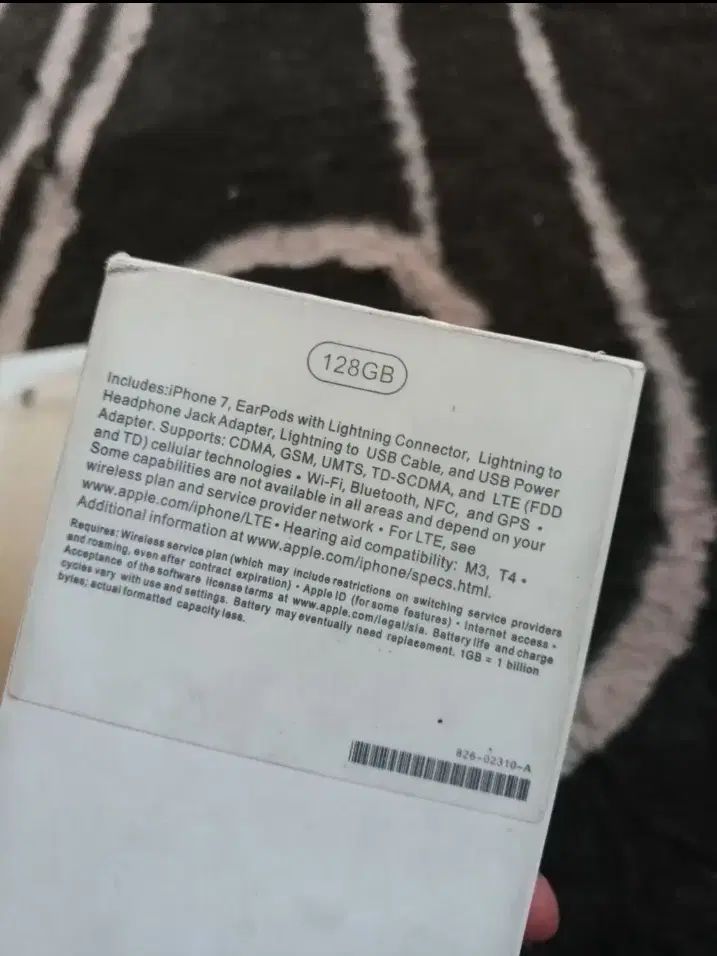 128GB
Includes:iPhone 7, EarPods with Lightning Connector, Lightning to
Headphone Jack Adapter, Lightning to USB Cable, and USB Power
Adapter. Supports: CDMA, GSM, UMTS, TD-SCDMA, and LTE (FDD
and TD) cellular technologies • Wi-Fi, Bluetooth, NFC, and GPS •
Some capabilities are not available in all areas and depend on your
wireless plan and service provider network • For LTE, see
www.apple.com/iphone/LTE • Hearing aid compatibility: M3, T4 •
Additional information at www.apple.com/iphone/specs.html.
Requires: Wireless service plan (which may include restrictions on switching service providers
and roaming, even after contract expiration) • Apple ID (for some features) • Internet access •
Acceptance of the software license terms at www.apple.com/legal/sla. Battery life and charge
cycles vary with use and settings. Battery may eventually need replacement. 1GB = 1 billion
bytes; actual formatted capacity less.
826-02310-A